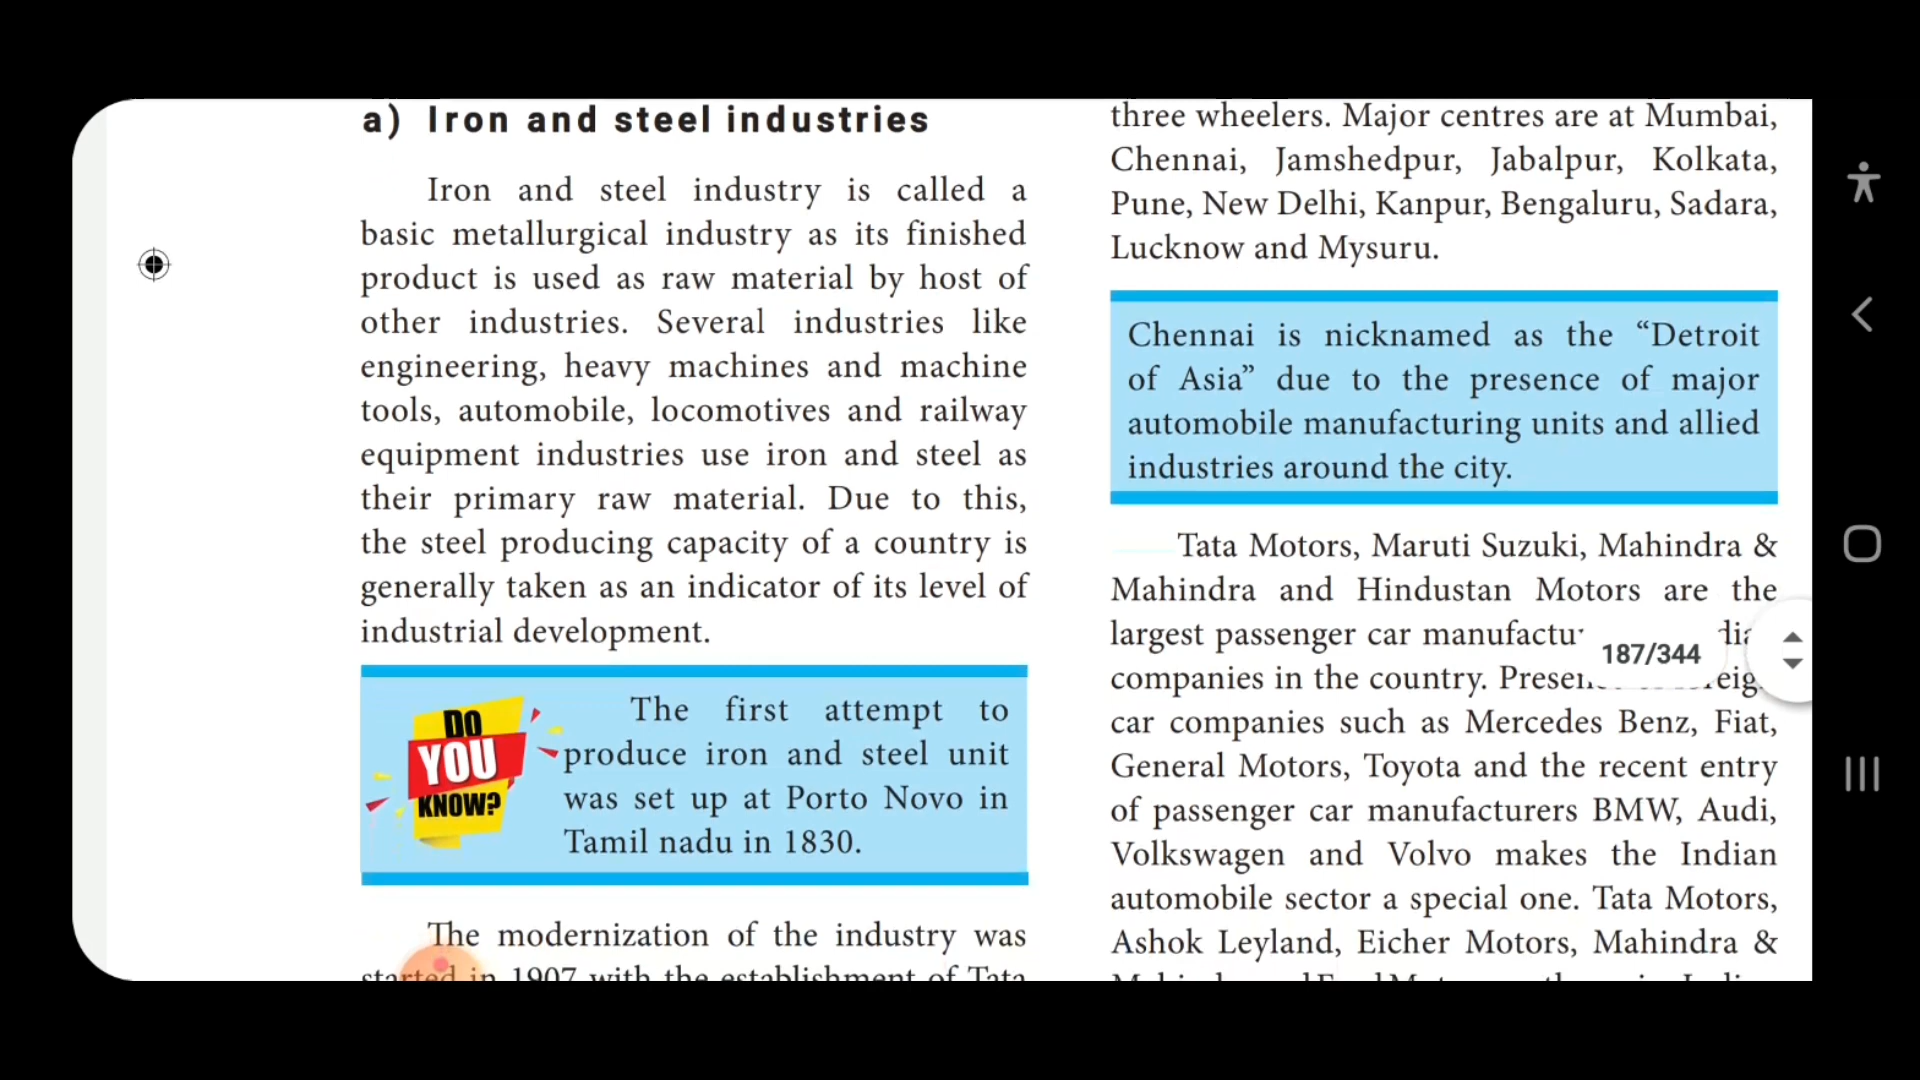 a) Iron and steel industries
Iron and steel industry is called a
basic metallurgical industry as its finished
product is used as raw material by host of
other industries. Several industries like
engineering, heavy machines and machine
tools, automobile, locomotives and railway
equipment industries use iron and steel as
their primary raw material. Due to this,
the steel producing capacity of a country is
generally taken as an indicator of its level of
industrial development.
DO
YOU
KNOW?
The first attempt to
produce iron and steel unit
was set up at Porto Novo in
Tamil nadu in 1830.
The modernization of the industry was
started in 1907 with the establishment of Tata
three wheelers. Major centres are at Mumbai,
Chennai, Jamshedpur, Jabalpur, Kolkata,
Pune, New Delhi, Kanpur, Bengaluru, Sadara,
Lucknow and Mysuru.
Chennai is nicknamed as the “Detroit
of Asia” due to the presence of major
automobile manufacturing units and allied
industries around the city.
Tata Motors, Maruti Suzuki, Mahindra &
Mahindra and Hindustan Motors are the
largest passenger car
companies in the country.
car companies such as Mercedes Benz, Fiat,
General Motors, Toyota and the recent entry
of passenger car manufacturers BMW, Audi,
Volkswagen and Volvo makes the Indian
automobile sector a special one. Tata Motors,
Ashok Leyland, Eicher Motors, Mahindra &
187/344